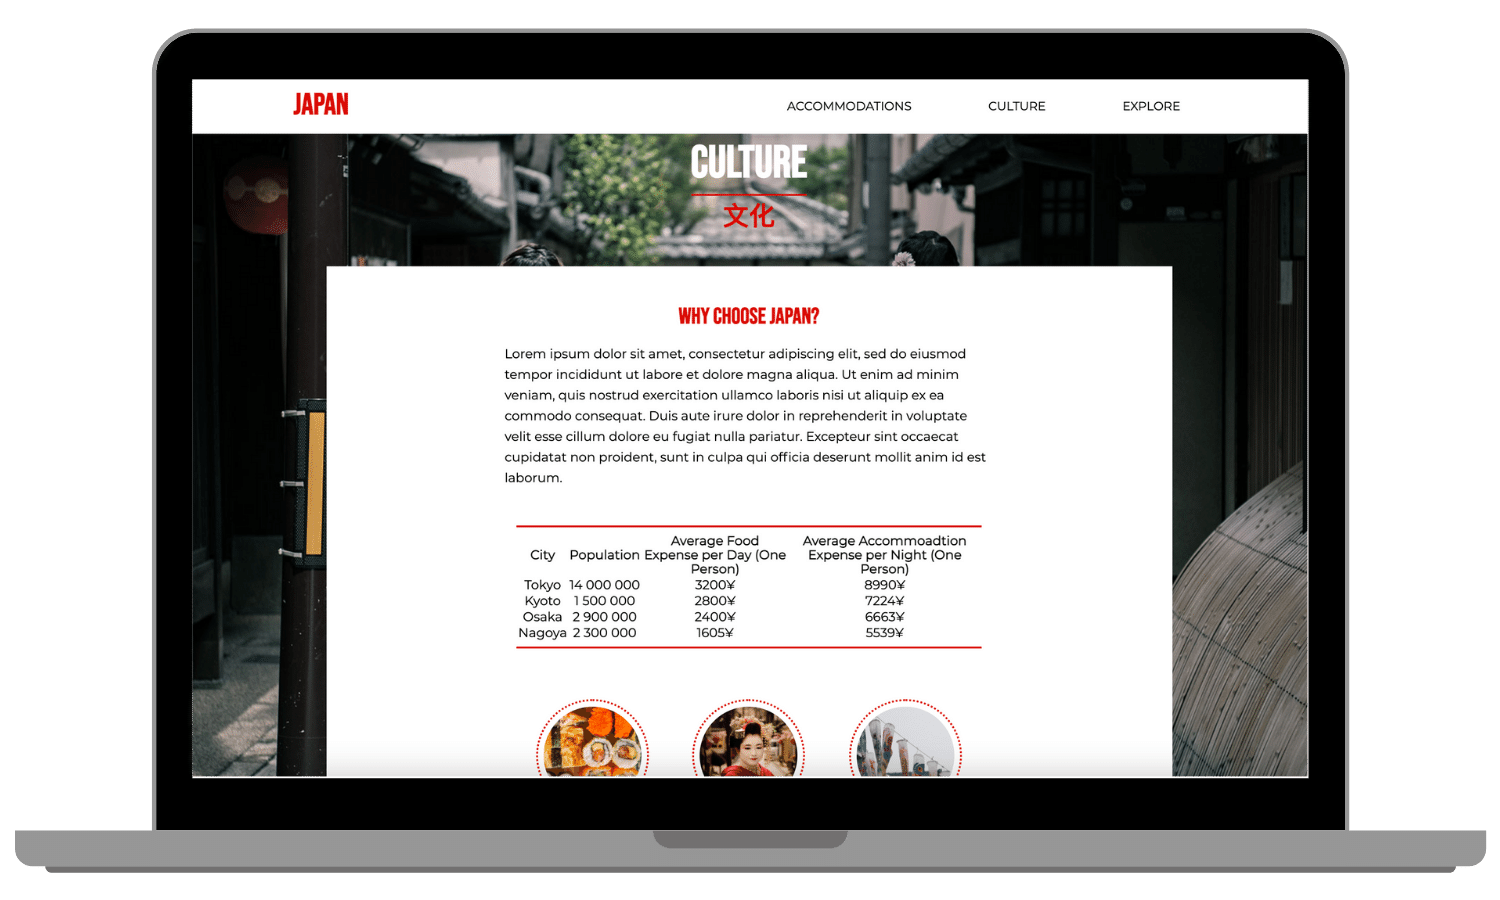 JAPAN
ACCOMMODATIONS CULTURE EXPLORE
CULTURE
文化
WHY CHOOSE JAPAN?
Lorem ipsum dolor sit amet, consectetur adipiscing elit, sed do eiusmod
tempor incididunt ut labore et dolore magna aliqua. Ut enim ad minim
veniam, quis nostrud exercitation ullamco laboris nisi ut aliquip ex ea
commodo consequat. Duis aute irure dolor in reprehenderit in voluptate
velit esse cillum dolore eu fugiat nulla pariatur. Excepteur sint occaecat
cupidatat non proident, sunt in culpa qui officia deserunt mollit anim id est
laborum.
Average Food Average Accommoadtion
City Population Expense per Day (One Expense per Night (One
Person) Person)
Tokyo 14 000 000 3200¥ 8990¥
Kyoto 1 500 000 2800¥ 7224¥
Osaka 2 900 000 2400¥ 6663¥
Nagoya 2 300 000 1605¥ 5539¥